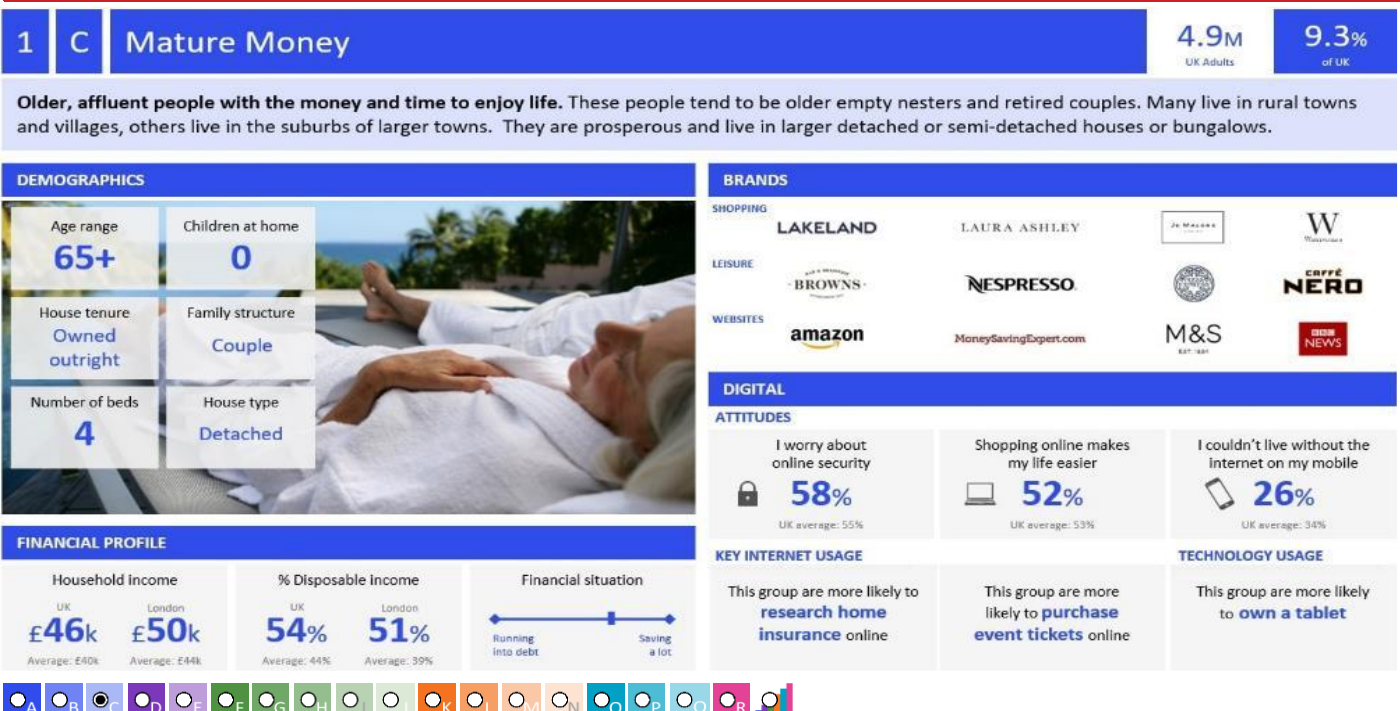 1 C Mature Money
4.9M
UK Adults
9.3%
of UK
Older, affluent people with the money and time to enjoy life. These people tend to be older empty nesters and retired couples. Many live in rural towns
and villages, others live in the suburbs of larger towns. They are prosperous and live in larger detached or semi-detached houses or bungalows.
DEMOGRAPHICS
Age range
65+
Children at home
0
House tenure
Owned
outright
Family structure
Couple
Number of beds
4
House type
Detached
FINANCIAL PROFILE
Household income
UK London
£46k £50k
Average: £40k Average: £44k
% Disposable income
UK London
54% 51%
Average: 44% Average: 39%
Financial situation
Running
into debt
Saving
a lot
BRANDS
SHOPPING
LAKELAND LAURA ASHLEY JO MALONE W
Waterstones
LEISURE
BROWNS NESPRESSO CAFFÈ
NERO
WEBSITES
amazon MoneySavingExpert.com M&S
EST. 1884
BBC
NEWS
DIGITAL
ATTITUDES
I worry about
online security
58%
UK average: 55%
Shopping online makes
my life easier
52%
UK average: 53%
I couldn't live without the
internet on my mobile
26%
UK average: 34%
KEY INTERNET USAGE
This group are more likely to
research home
insurance online
This group are more
likely to purchase
event tickets online
TECHNOLOGY USAGE
This group are more likely
to own a tablet
A B C D E F G H I J K L M N O P Q R